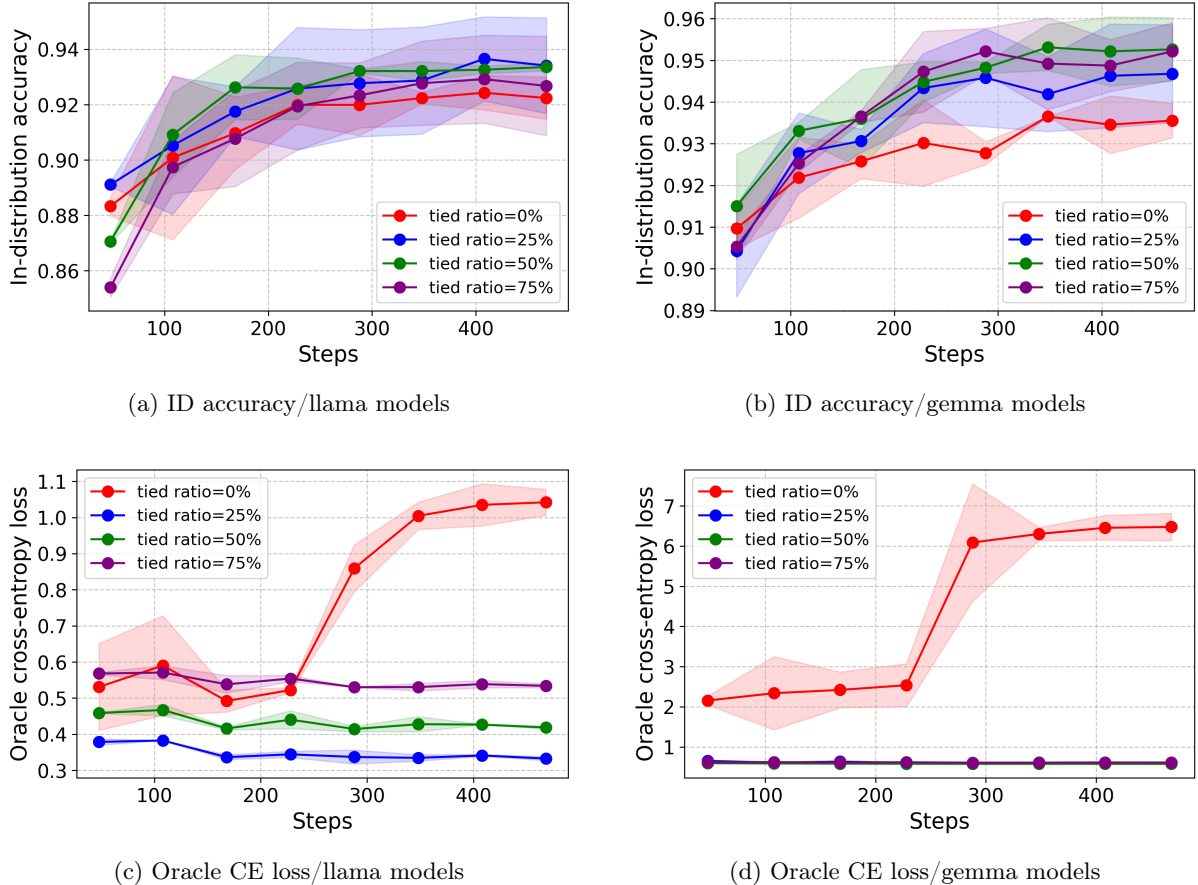 0.94
0.92
0.90
0.88
0.86
In-distribution accuracy
tied ratio=0%
tied ratio=25%
tied ratio=50%
tied ratio=75%
100
200
300
400
Steps
(a) ID accuracy/llama models
0.96
0.95
0.94
0.93
0.92
0.91
0.90
0.89
In-distribution accuracy
tied ratio=0%
tied ratio=25%
tied ratio=50%
tied ratio=75%
100
200
300
400
Steps
(b) ID accuracy/gemma models
1.1
1.0
0.9
0.8
0.7
0.6
0.5
0.4
0.3
Oracle cross-entropy loss
tied ratio=0%
tied ratio=25%
tied ratio=50%
tied ratio=75%
100
200
300
400
Steps
(c) Oracle CE loss/llama models
7
6
5
4
3
2
1
Oracle cross-entropy loss
tied ratio=0%
tied ratio=25%
tied ratio=50%
tied ratio=75%
100
200
300
400
Steps
(d) Oracle CE loss/gemma models